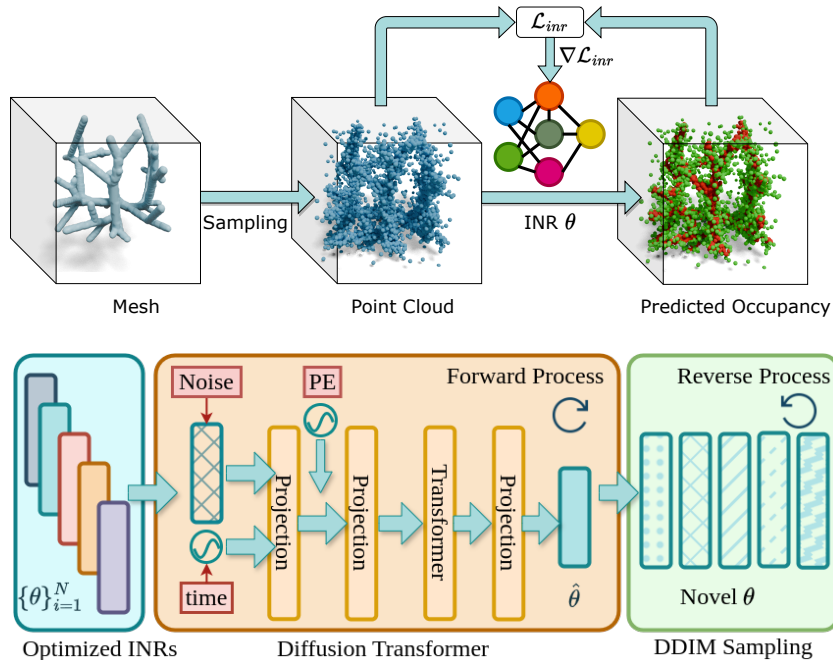 𝓛_inr
∇𝓛_inr
Sampling
INR θ
Mesh
Point Cloud
Predicted Occupancy
Noise
PE
Forward Process
Reverse Process
Projection
Projection
Transformer
Projection
time
{θ}_{i=1}^{N}
θ̂
Novel θ
Optimized INRs
Diffusion Transformer
DDIM Sampling